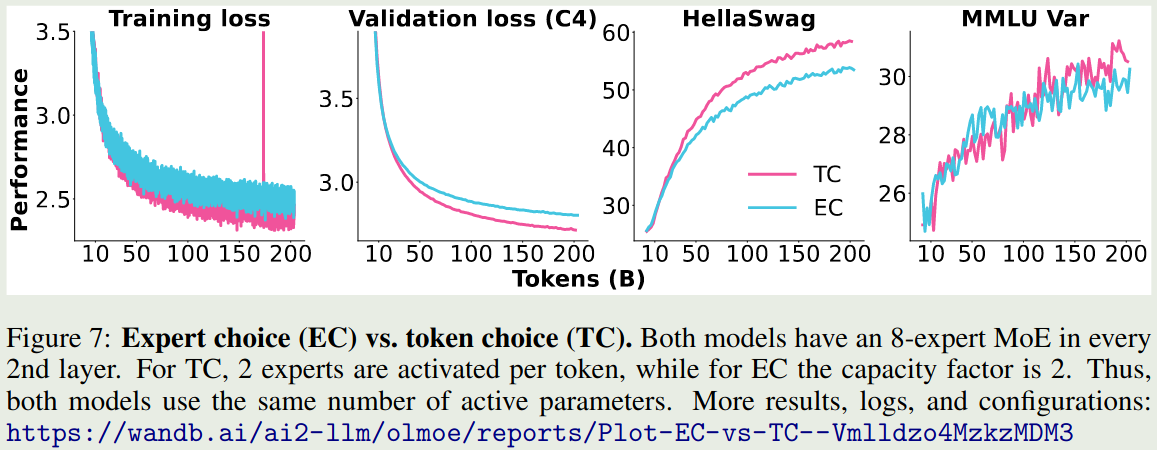 Training loss
Validation loss (C4)
HellaSwag
MMLU Var
Performance
3.5
3.0
2.5
10 50 100 150 200
3.5
3.0
10 50 100 150 200
60
50
40
30
TC
EC
10 50 100 150 200
30
28
26
10 50 100 150 200
Tokens (B)
Figure 7: Expert choice (EC) vs. token choice (TC). Both models have an 8-expert MoE in every
2nd layer. For TC, 2 experts are activated per token, while for EC the capacity factor is 2. Thus,
both models use the same number of active parameters. More results, logs, and configurations:
https://wandb.ai/ai2-llm/olmoe/reports/Plot-EC-vs-TC--Vmlldzo4MzkzMDM3